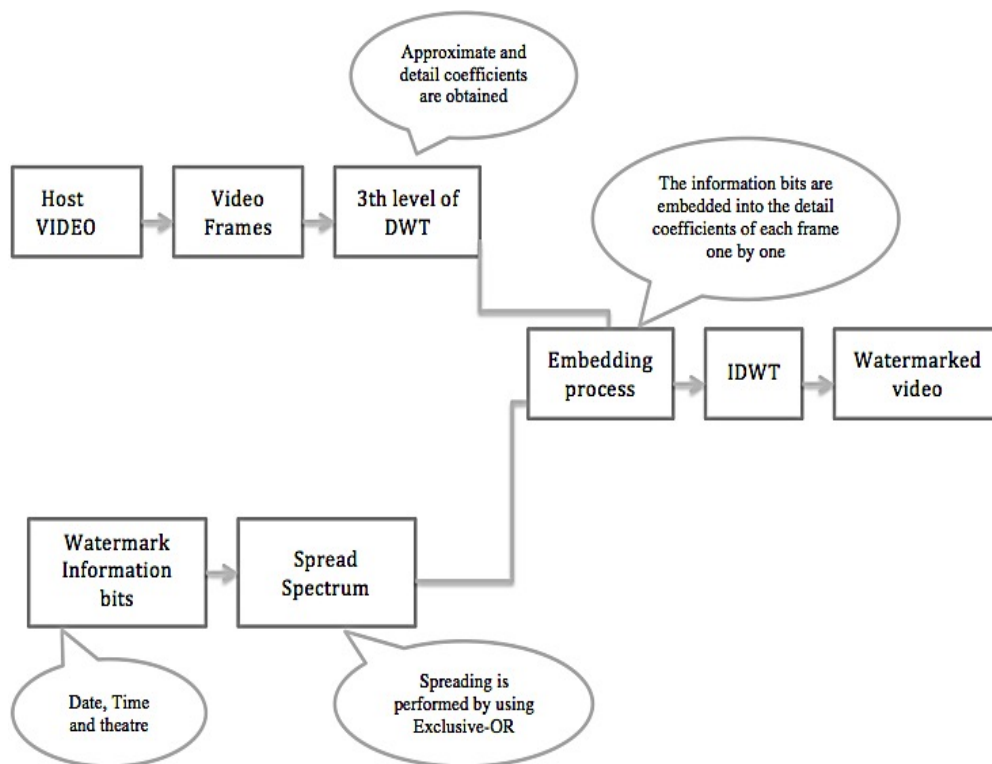 Approximate and
detail coefficients
are obtained
Host
VIDEO
Video
Frames
3th level of
DWT
The information bits are
embedded into the detail
coefficients of each frame
one by one
Embedding
process
IDWT
Watermarked
video
Watermark
Information
bits
Spread
Spectrum
Date, Time
and theatre
Spreading is
performed by using
Exclusive-OR